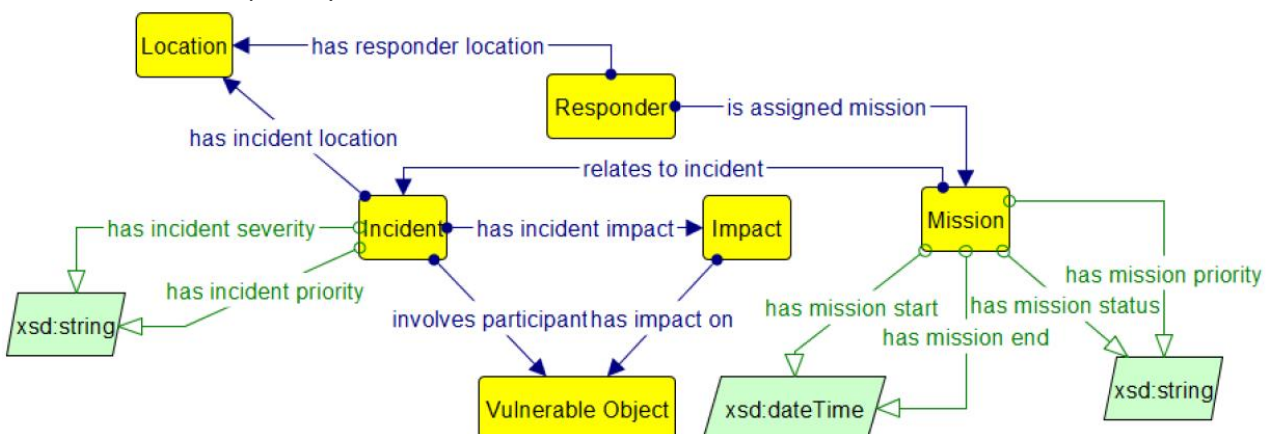 Location
has responder location
Responder
is assigned mission
has incident location
relates to incident
has incident severity
Incident
has incident impact
Impact
Mission
has incident priority
has mission priority
has mission start
has mission status
xsd:string
involves participant
has impact on
has mission end
Vulnerable Object
xsd:dateTime
xsd:string